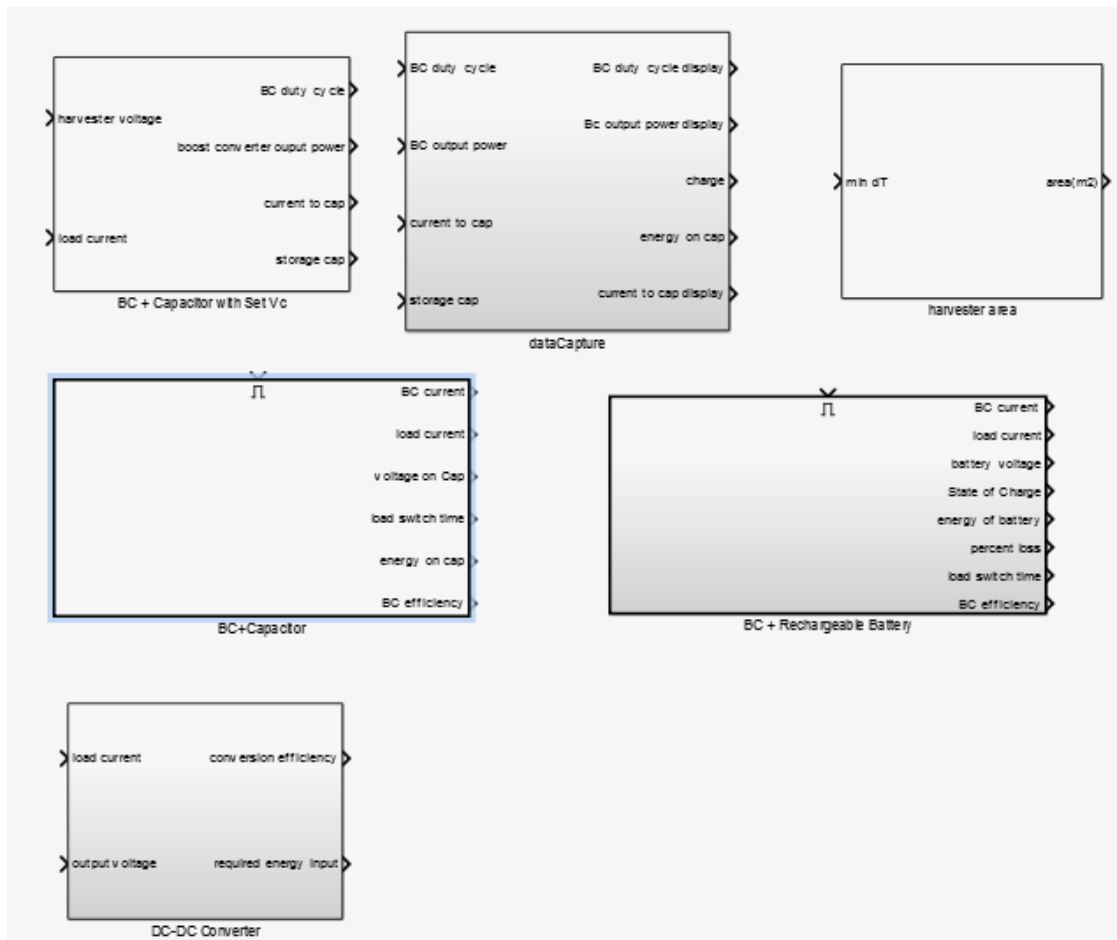 BC duty cycle
harvester voltage
boost converter ouput power
current to cap
load current
storage cap
BC + Capacitor with Set Vc
BC duty cycle
BC duty cycle display
Bc output power display
BC output power
charge
current to cap
energy on cap
current to cap display
storage cap
dataCapture
min dT
area(m2)
harvester area
BC current
load current
voltage on Cap
load switch time
energy on cap
BC efficiency
BC+Capacitor
BC current
load current
battery voltage
State of Charge
energy of battery
percent loss
load switch time
BC efficiency
BC + Rechargeable Battery
load current
conversion efficiency
output voltage
required energy input
DC-DC Converter